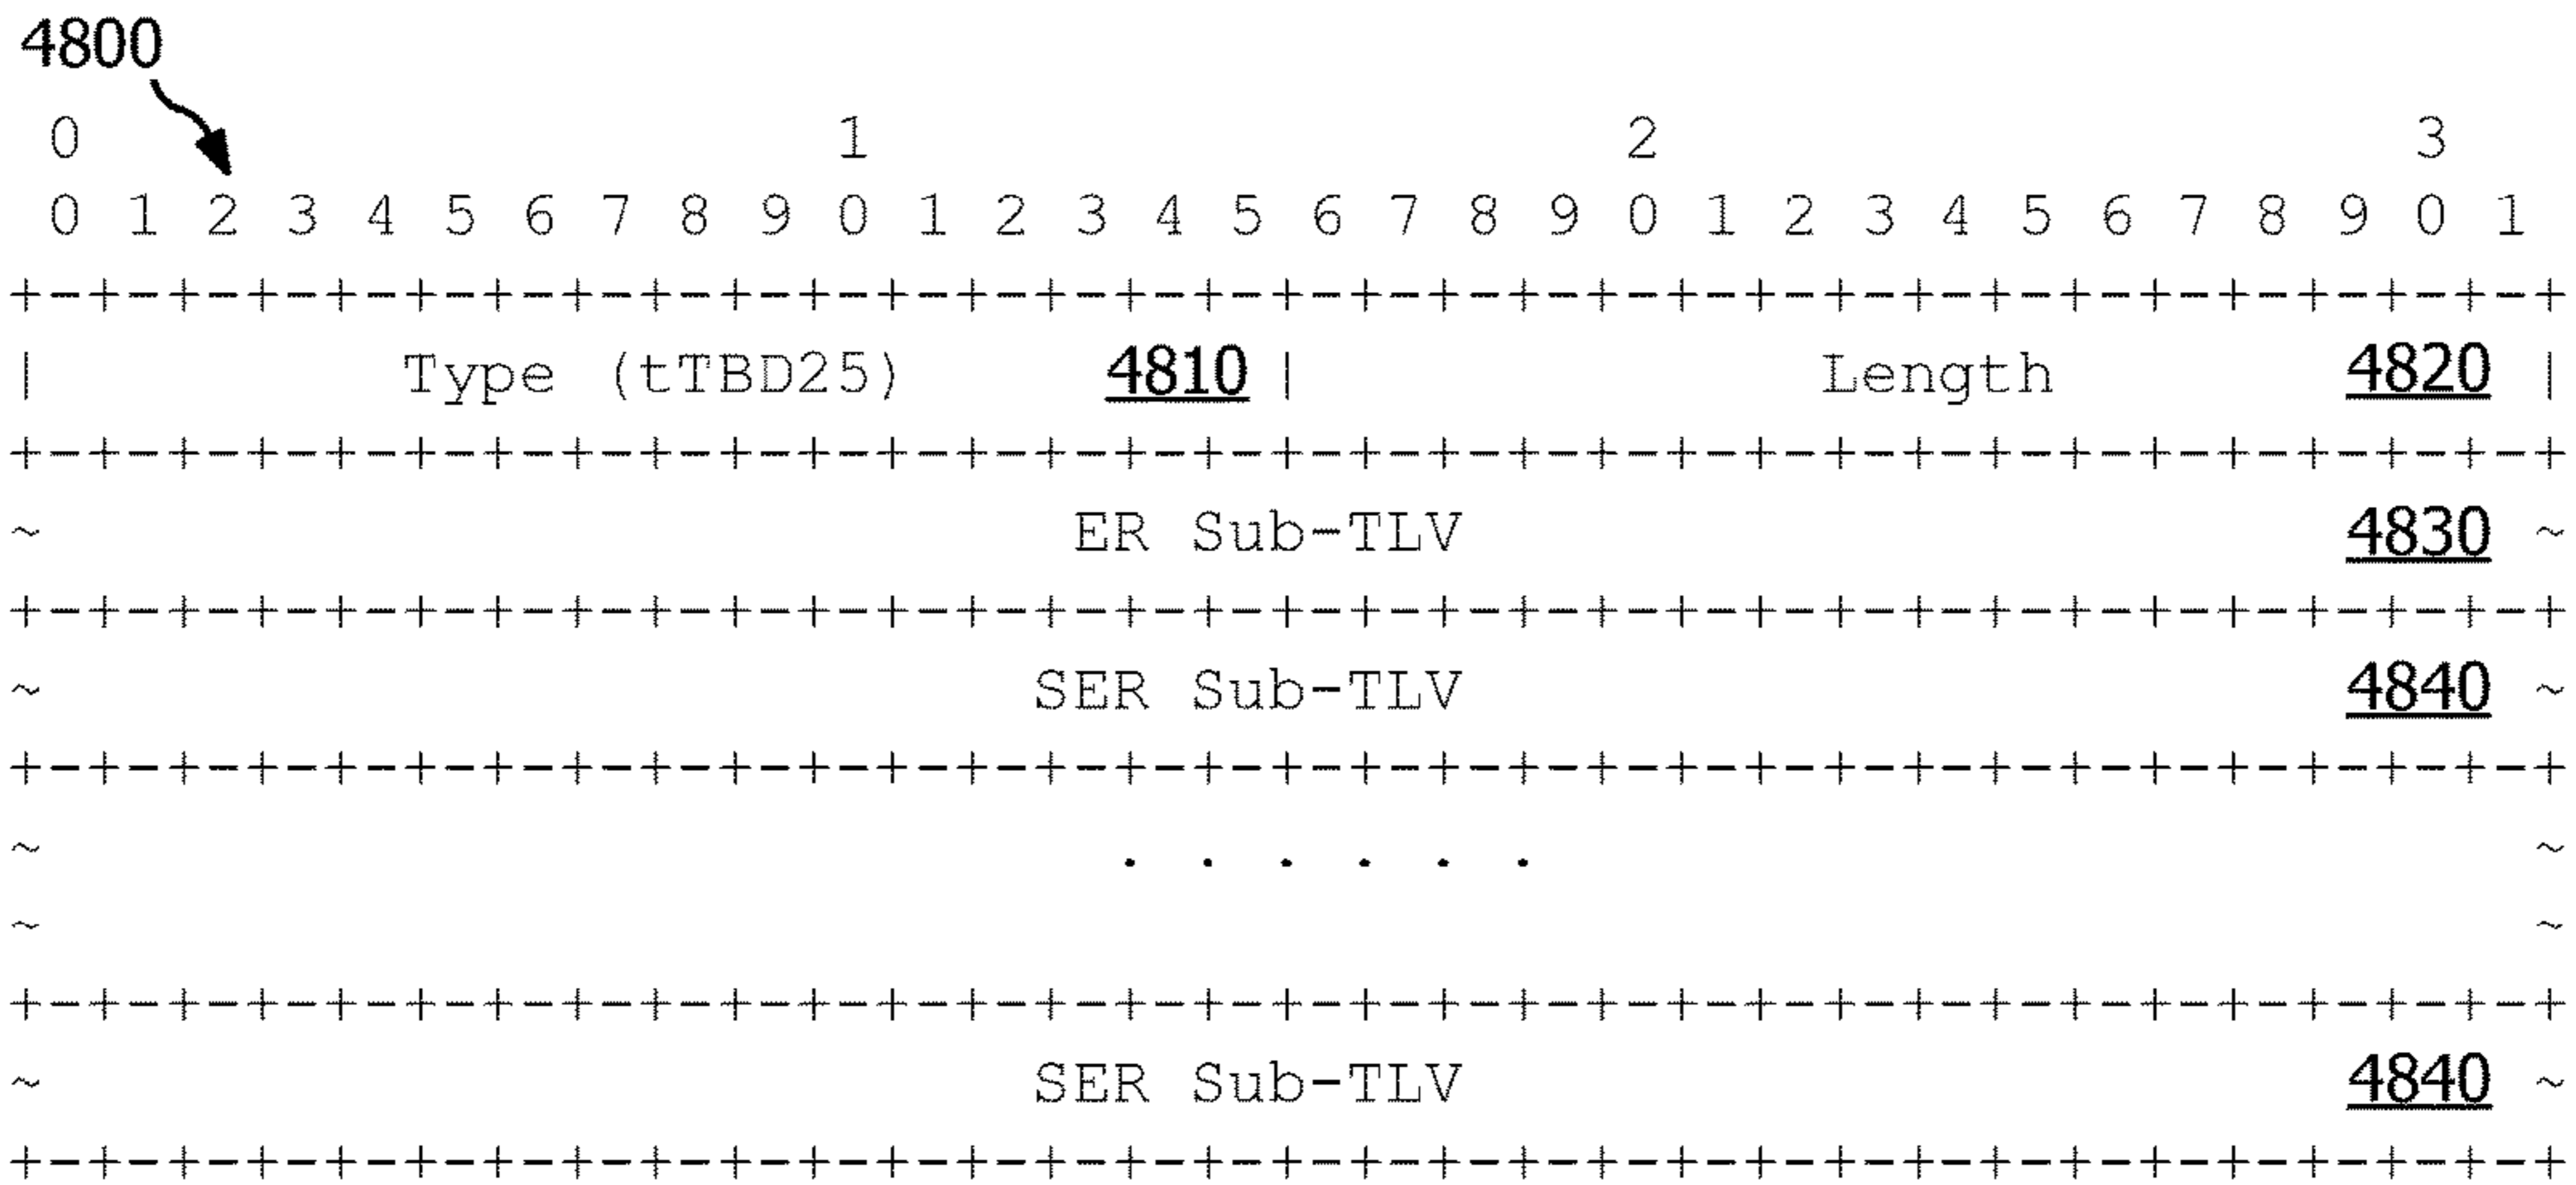 4800
0 1 2 3
0 1 2 3 4 5 6 7 8 9 0 1 2 3 4 5 6 7 8 9 0 1 2 3 4 5 6 7 8 9 0 1
+-+-+-+-+-+-+-+-+-+-+-+-+-+-+-+-+-+-+-+-+-+-+-+-+-+-+-+-+-+-+-+-+
| Type (tTBD25) 4810 | Length 4820 |
+-+-+-+-+-+-+-+-+-+-+-+-+-+-+-+-+-+-+-+-+-+-+-+-+-+-+-+-+-+-+-+-+
~ ER Sub-TLV 4830 ~
+-+-+-+-+-+-+-+-+-+-+-+-+-+-+-+-+-+-+-+-+-+-+-+-+-+-+-+-+-+-+-+-+
~ SER Sub-TLV 4840 ~
+-+-+-+-+-+-+-+-+-+-+-+-+-+-+-+-+-+-+-+-+-+-+-+-+-+-+-+-+-+-+-+-+
~ . . . . . . ~
~ ~
+-+-+-+-+-+-+-+-+-+-+-+-+-+-+-+-+-+-+-+-+-+-+-+-+-+-+-+-+-+-+-+-+
~ SER Sub-TLV 4840 ~
+-+-+-+-+-+-+-+-+-+-+-+-+-+-+-+-+-+-+-+-+-+-+-+-+-+-+-+-+-+-+-+-+